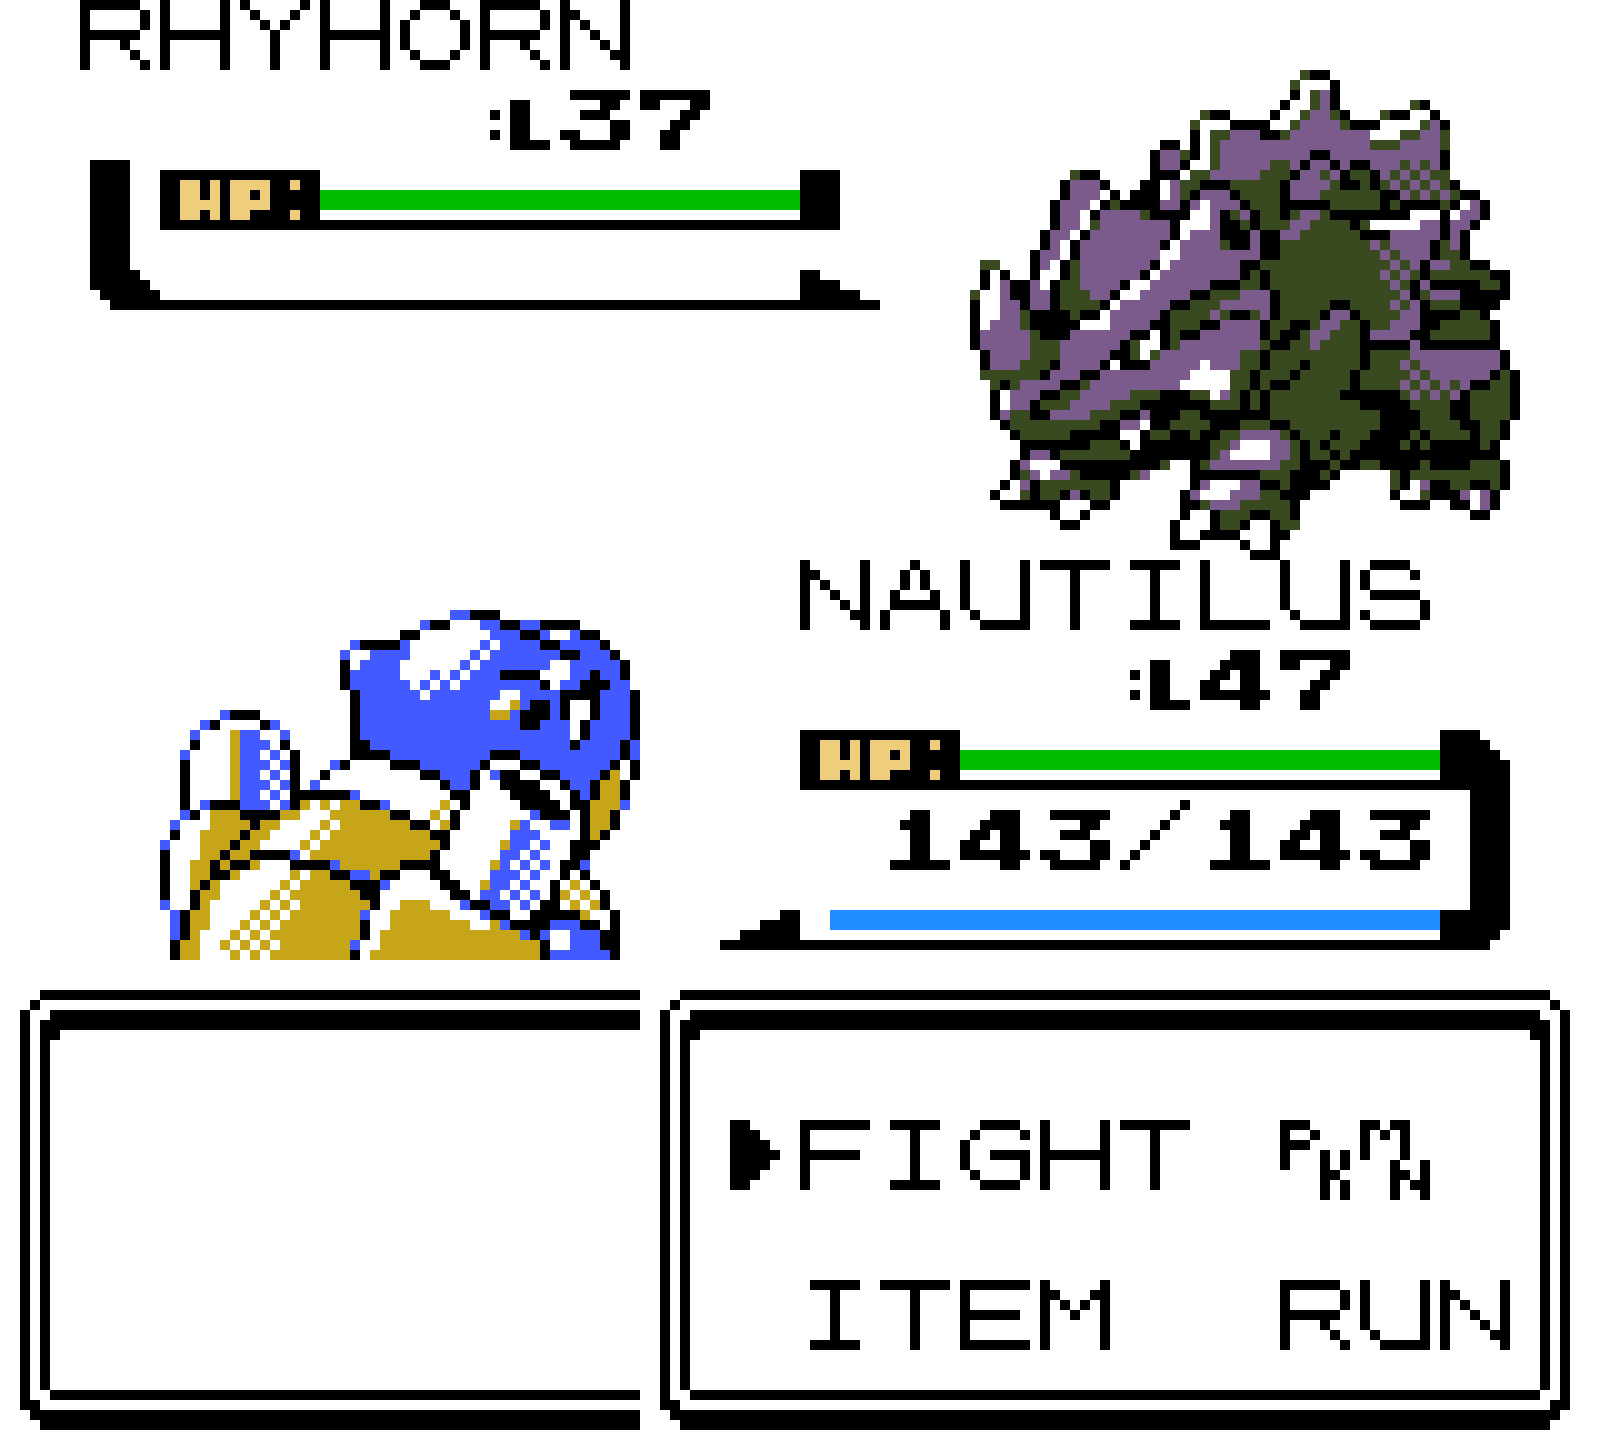 RHYHORN
:L37
HP:
NAUTILUS
:L47
HP:
143/143
▶FIGHT PKMN
ITEM RUN